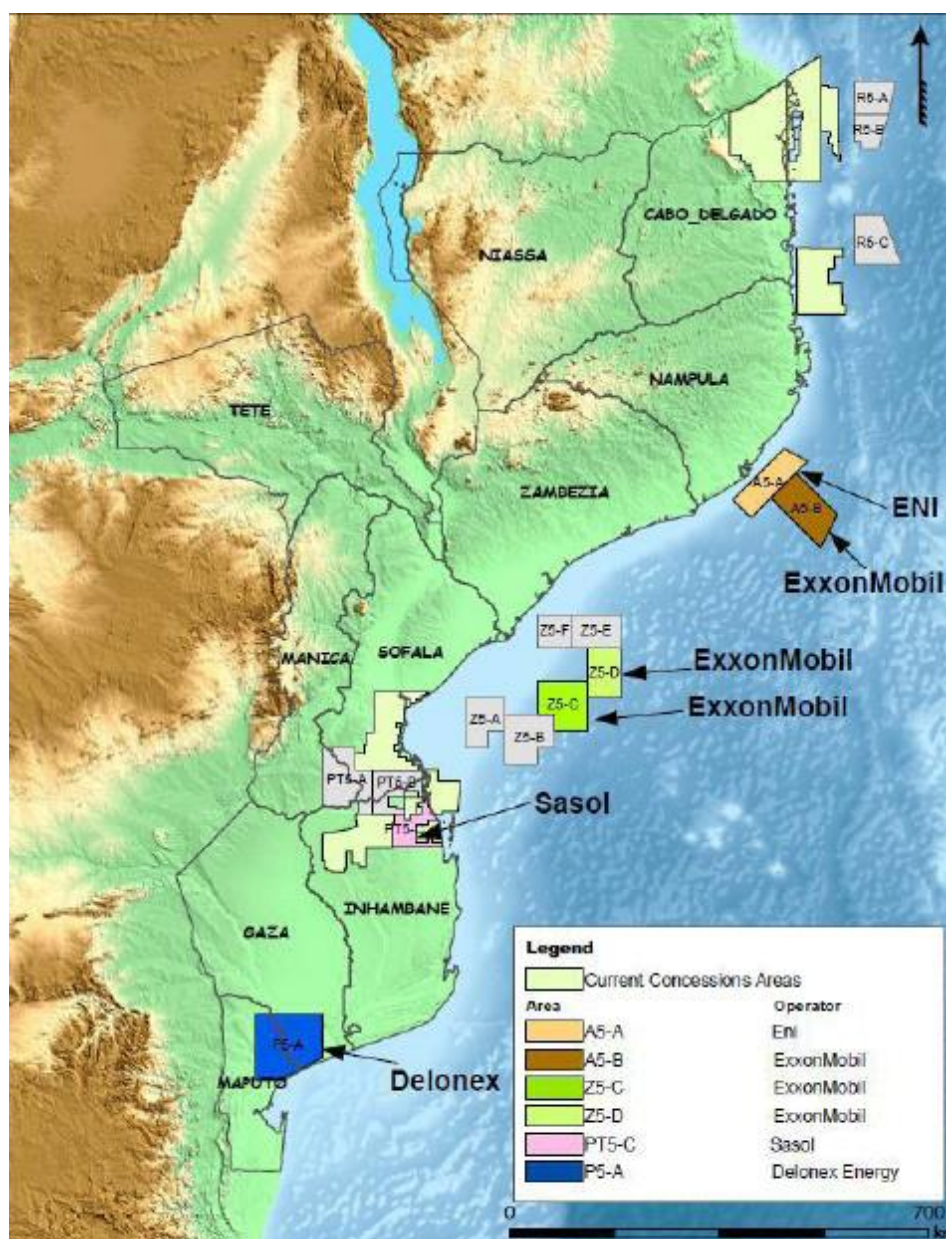 R5-A
R5-B
CABO_DELGADO
R5-C
NIASSA
NAMPULA
TETE
A5-A
ENI
ZAMBEZIA
A5-B
ExxonMobil
Z5-F
Z5-E
SOFALA
MANICA
ExxonMobil
Z5-D
Z5-C
ExxonMobil
Z5-A
Z5-B
PT5-A
PT5-B
Sasol
PT5-
INHAMBANE
GAZA
P5-A
Delonex
MAPUTO
Legend
Current Concessions Areas
Area Operator
A5-A Eni
A5-B ExxonMobil
Z5-C ExxonMobil
Z5-D ExxonMobil
PT5-C Sasol
P5-A Delonex Energy
0 700